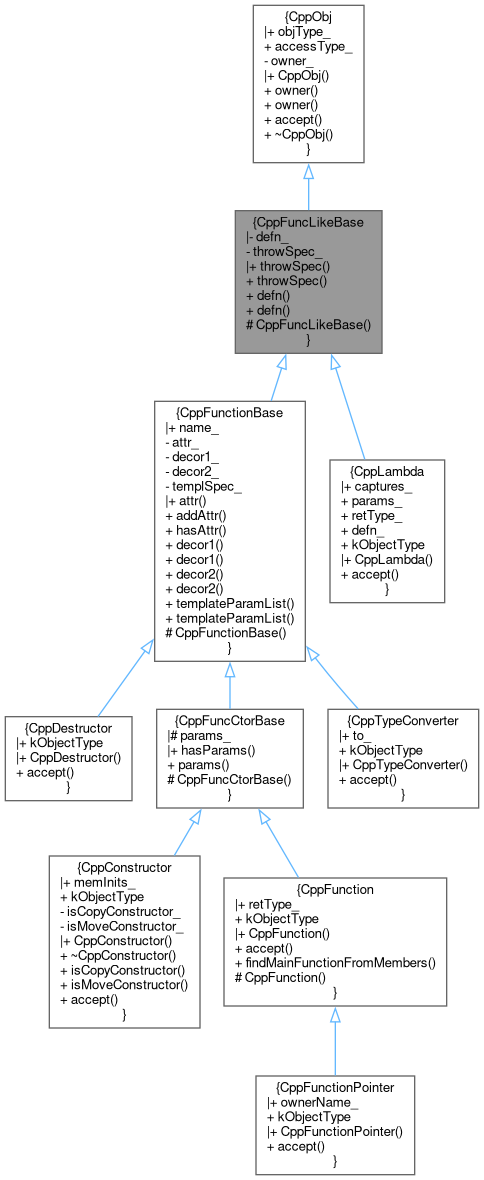 {CppObj
|+ objType_
+ accessType_
- owner_
|+ CppObj()
+ owner()
+ owner()
+ accept()
+ ~CppObj()
}
{CppFuncLikeBase
|- defn_
- throwSpec_
|+ throwSpec()
+ throwSpec()
+ defn()
+ defn()
# CppFuncLikeBase()
}
{CppFunctionBase
|+ name_
- attr_
- decor1_
- decor2_
- templSpec_
|+ attr()
+ addAttr()
+ hasAttr()
+ decor1()
+ decor1()
+ decor2()
+ decor2()
+ templateParamList()
+ templateParamList()
# CppFunctionBase()
}
{CppLambda
|+ captures_
+ params_
+ retType_
+ defn_
+ kObjectType
|+ CppLambda()
+ accept()
}
{CppDestructor
|+ kObjectType
|+ CppDestructor()
+ accept()
}
{CppFuncCtorBase
|# params_
|+ hasParams()
+ params()
# CppFuncCtorBase()
}
{CppTypeConverter
|+ to_
+ kObjectType
|+ CppTypeConverter()
+ accept()
}
{CppConstructor
|+ memInits_
+ kObjectType
- isCopyConstructor_
- isMoveConstructor_
|+ CppConstructor()
+ ~CppConstructor()
+ isCopyConstructor()
+ isMoveConstructor()
+ accept()
}
{CppFunction
|+ retType_
+ kObjectType
|+ CppFunction()
+ accept()
+ findMainFunctionFromMembers()
# CppFunction()
}
{CppFunctionPointer
|+ ownerName_
+ kObjectType
|+ CppFunctionPointer()
+ accept()
}